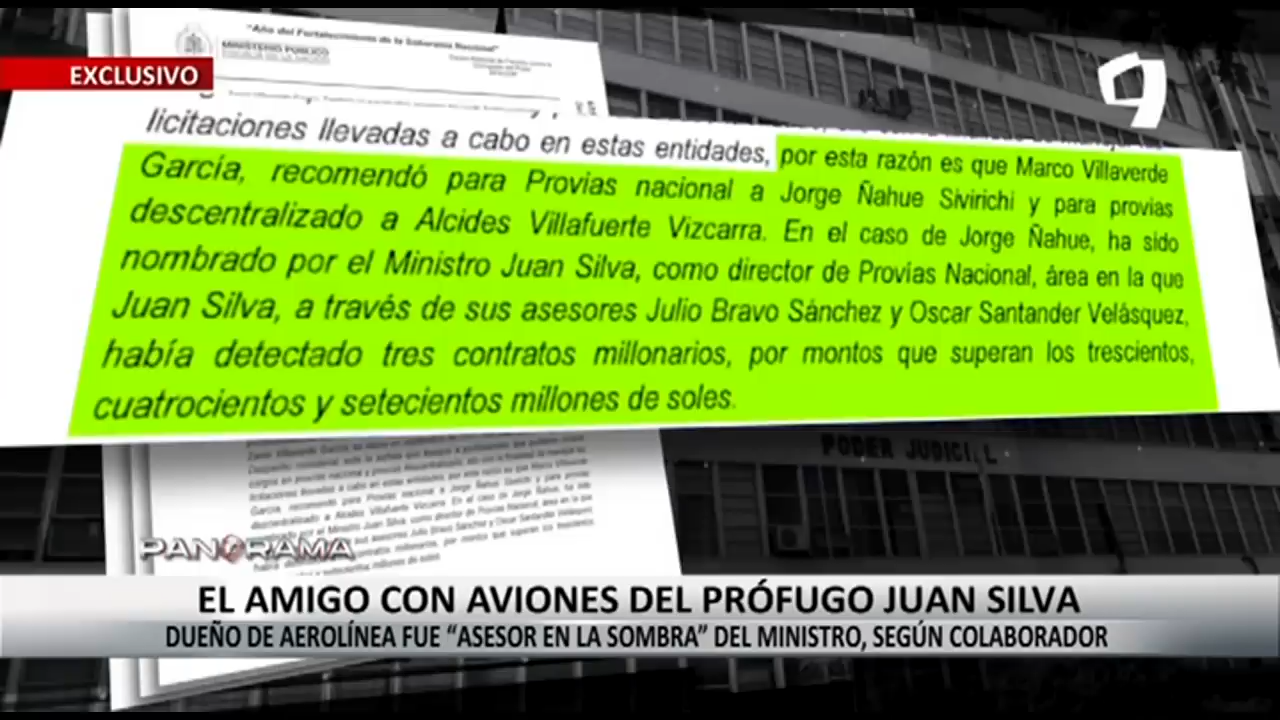 "Año del Fortalecimiento de la Soberanía Nacional"
MINISTERIO PÚBLICO
FISCALÍA DE LA NACIÓN
EXCLUSIVO
9
licitaciones llevadas a cabo en estas entidades, por esta razón es que Marco Villaverde
García, recomendó para Provias nacional a Jorge Ñahue Sivirichi y para provias
descentralizado a Alcides Villafuerte Vizcarra. En el caso de Jorge Ñahue, ha sido
nombrado por el Ministro Juan Silva, como director de Provías Nacional, área en la que
Juan Silva, a través de sus asesores Julio Bravo Sánchez y Oscar Santander Velásquez,
había detectado tres contratos millonarios, por montos que superan los trescientos,
cuatrocientos y setecientos millones de soles.
PODER JUDICIAL
PANORAMA
EL AMIGO CON AVIONES DEL PRÓFUGO JUAN SILVA
DUEÑO DE AEROLÍNEA FUE “ASESOR EN LA SOMBRA” DEL MINISTRO, SEGÚN COLABORADOR